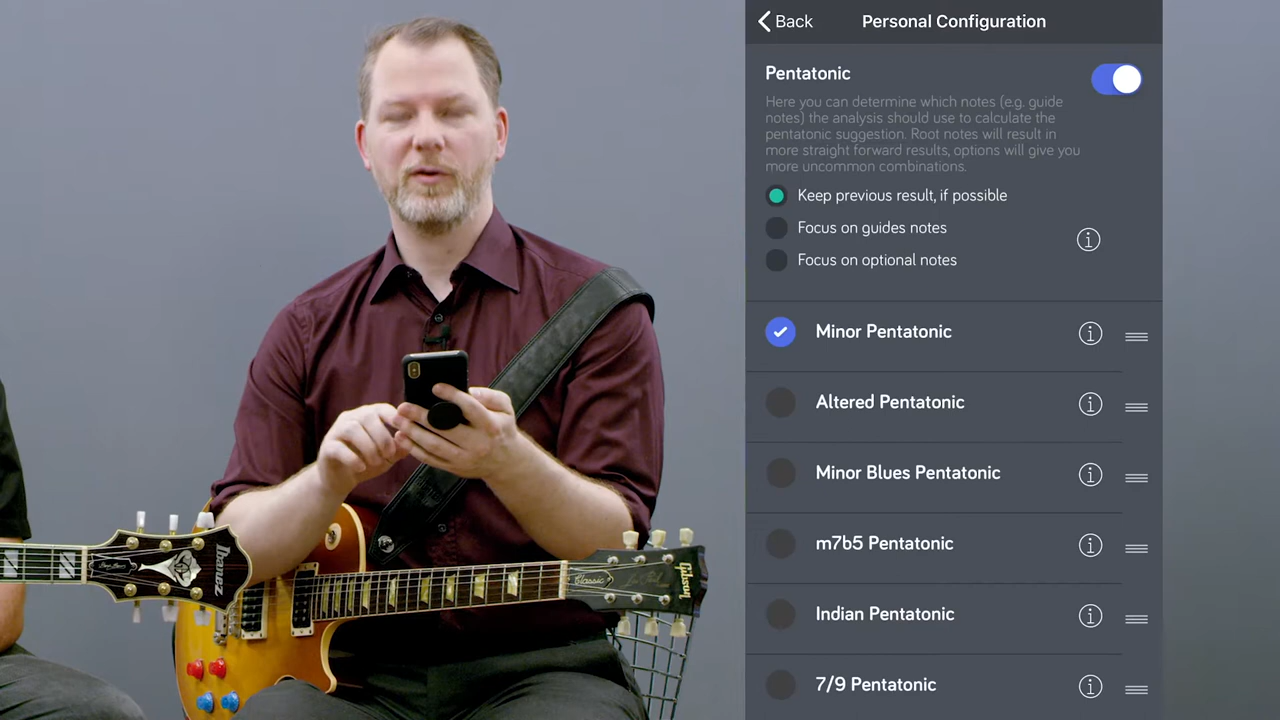 Back
Personal Configuration
Pentatonic
Here you can determine which notes (e.g. guide
notes) the analysis should use to calculate the
pentatonic suggestion. Root notes will result in
more straight forward results, options will give you
more uncommon combinations.
Keep previous result, if possible
Focus on guides notes
Focus on optional notes
Minor Pentatonic
Altered Pentatonic
Minor Blues Pentatonic
m7b5 Pentatonic
Indian Pentatonic
7/9 Pentatonic
Ibanez
Classic
Gibson